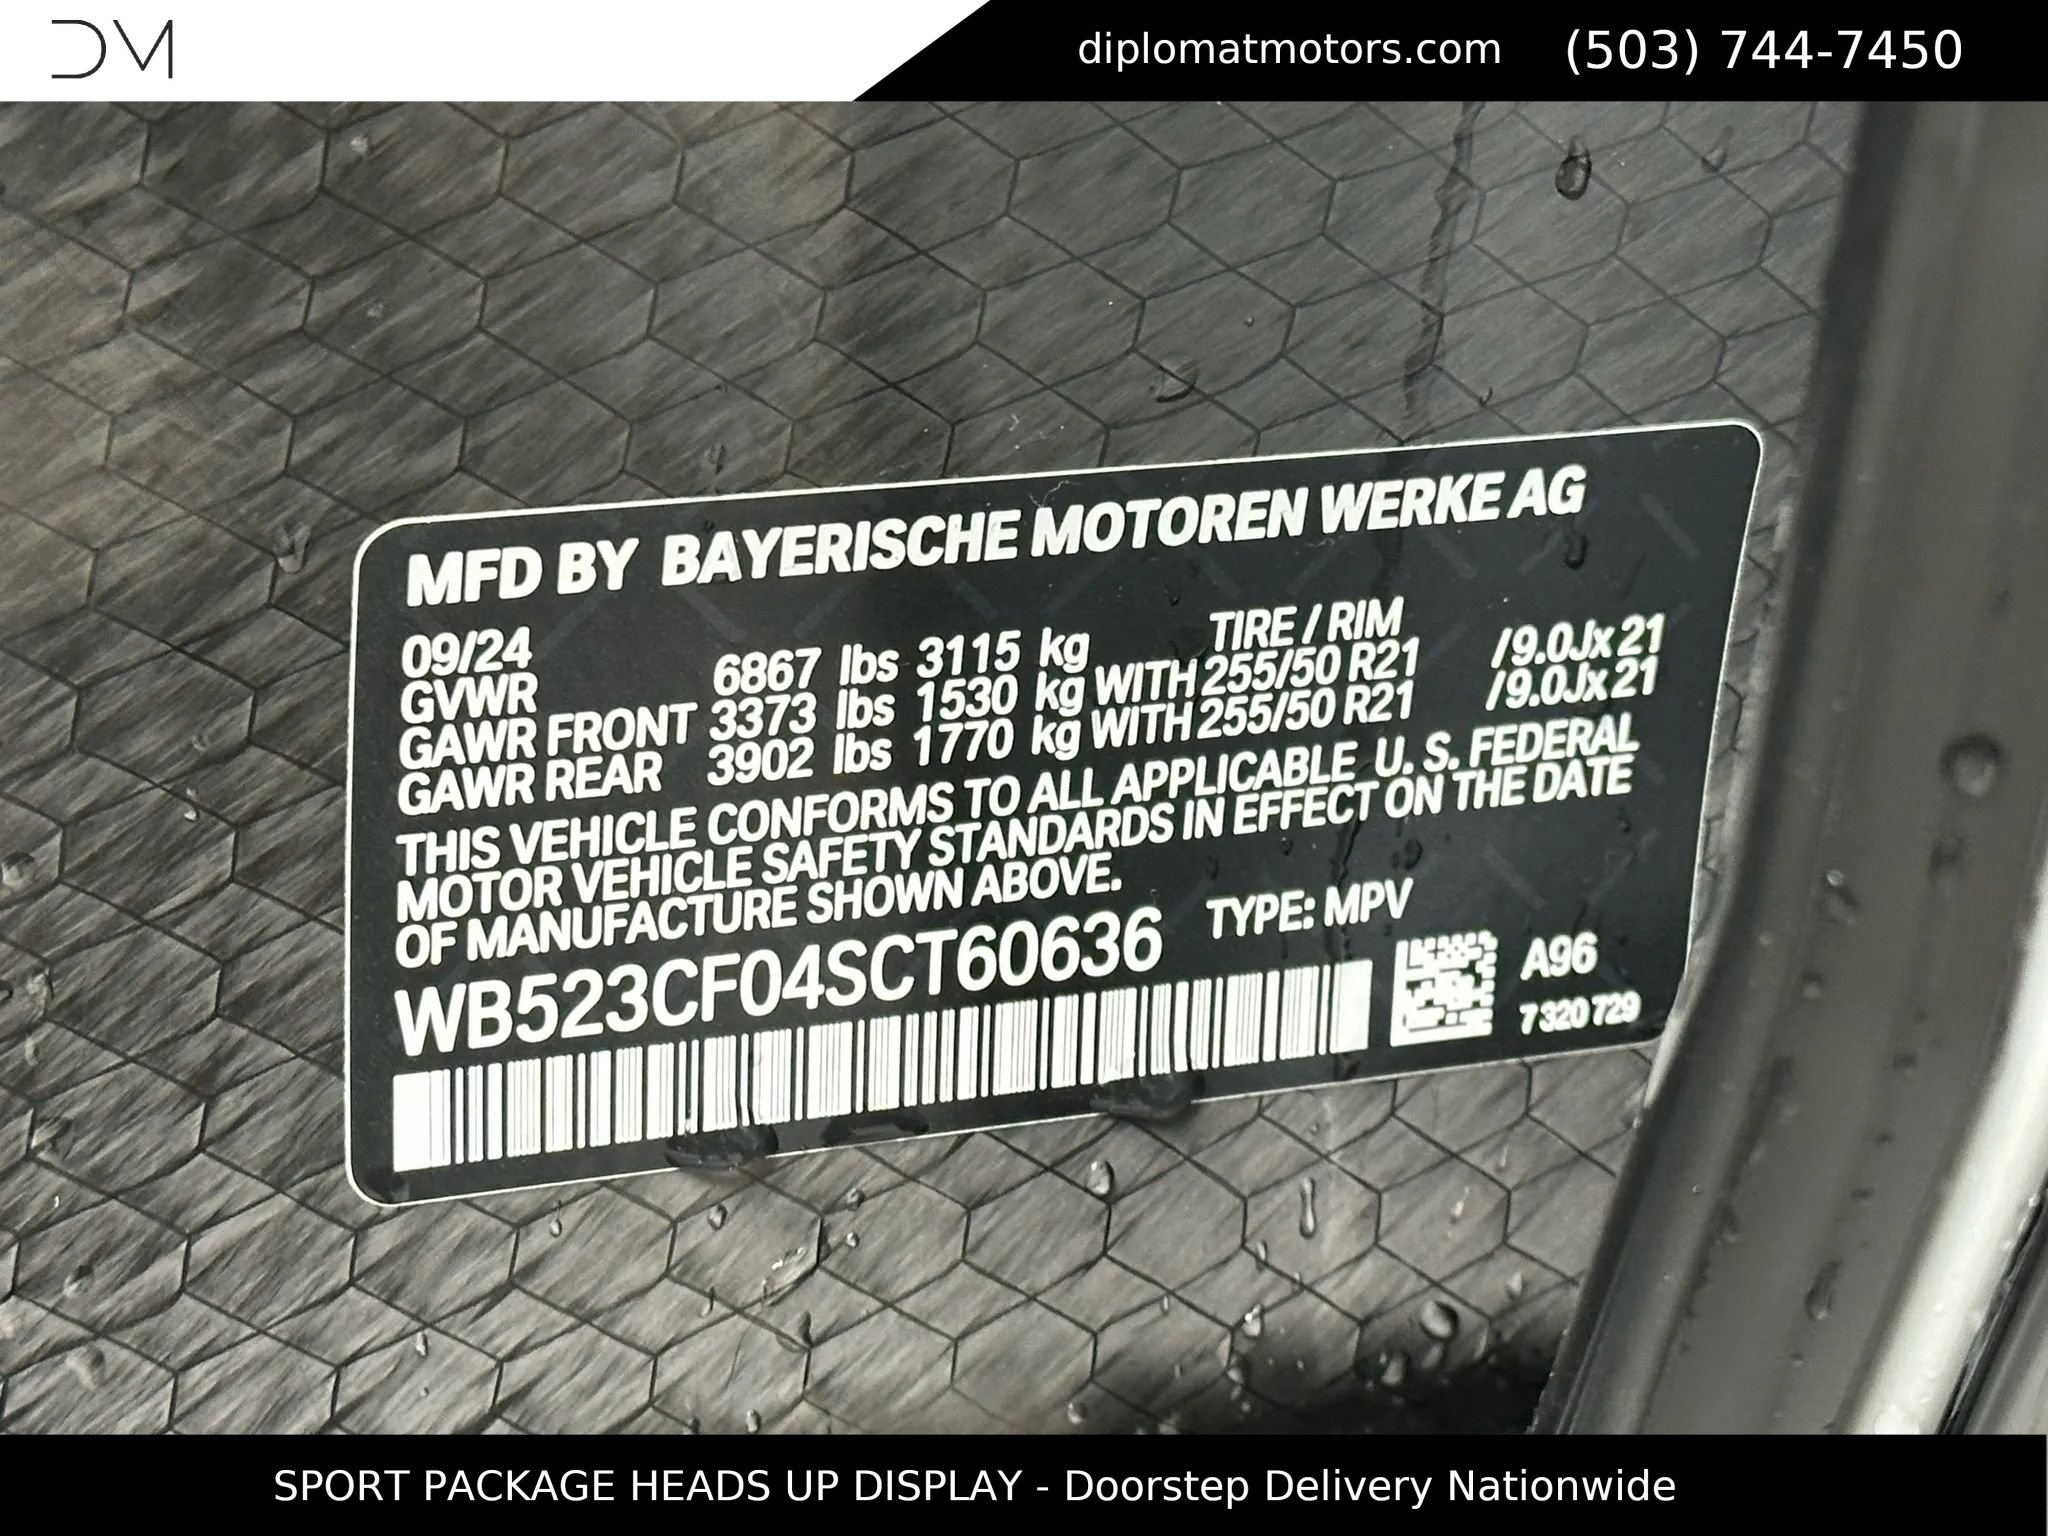 DM
diplomatmotors.com (503) 744-7450
MFD BY BAYERISCHE MOTOREN WERKE AG
09/24 TIRE / RIM
GVWR 6867 lbs 3115 kg
GAWR FRONT 3373 lbs 1530 kg WITH 255/50 R21 /9.0Jx21
GAWR REAR 3902 lbs 1770 kg WITH 255/50 R21 /9.0Jx21
THIS VEHICLE CONFORMS TO ALL APPLICABLE U. S. FEDERAL
MOTOR VEHICLE SAFETY STANDARDS IN EFFECT ON THE DATE
OF MANUFACTURE SHOWN ABOVE.
WB523CF04SCT60636 TYPE: MPV
A96
7 320 729
SPORT PACKAGE HEADS UP DISPLAY - Doorstep Delivery Nationwide